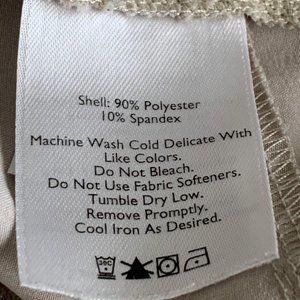 Shell: 90% Polyester
10% Spandex
Machine Wash Cold Delicate With
Like Colors.
Do Not Bleach.
Do Not Use Fabric Softeners.
Tumble Dry Low.
Remove Promptly.
Cool Iron As Desired.
30C